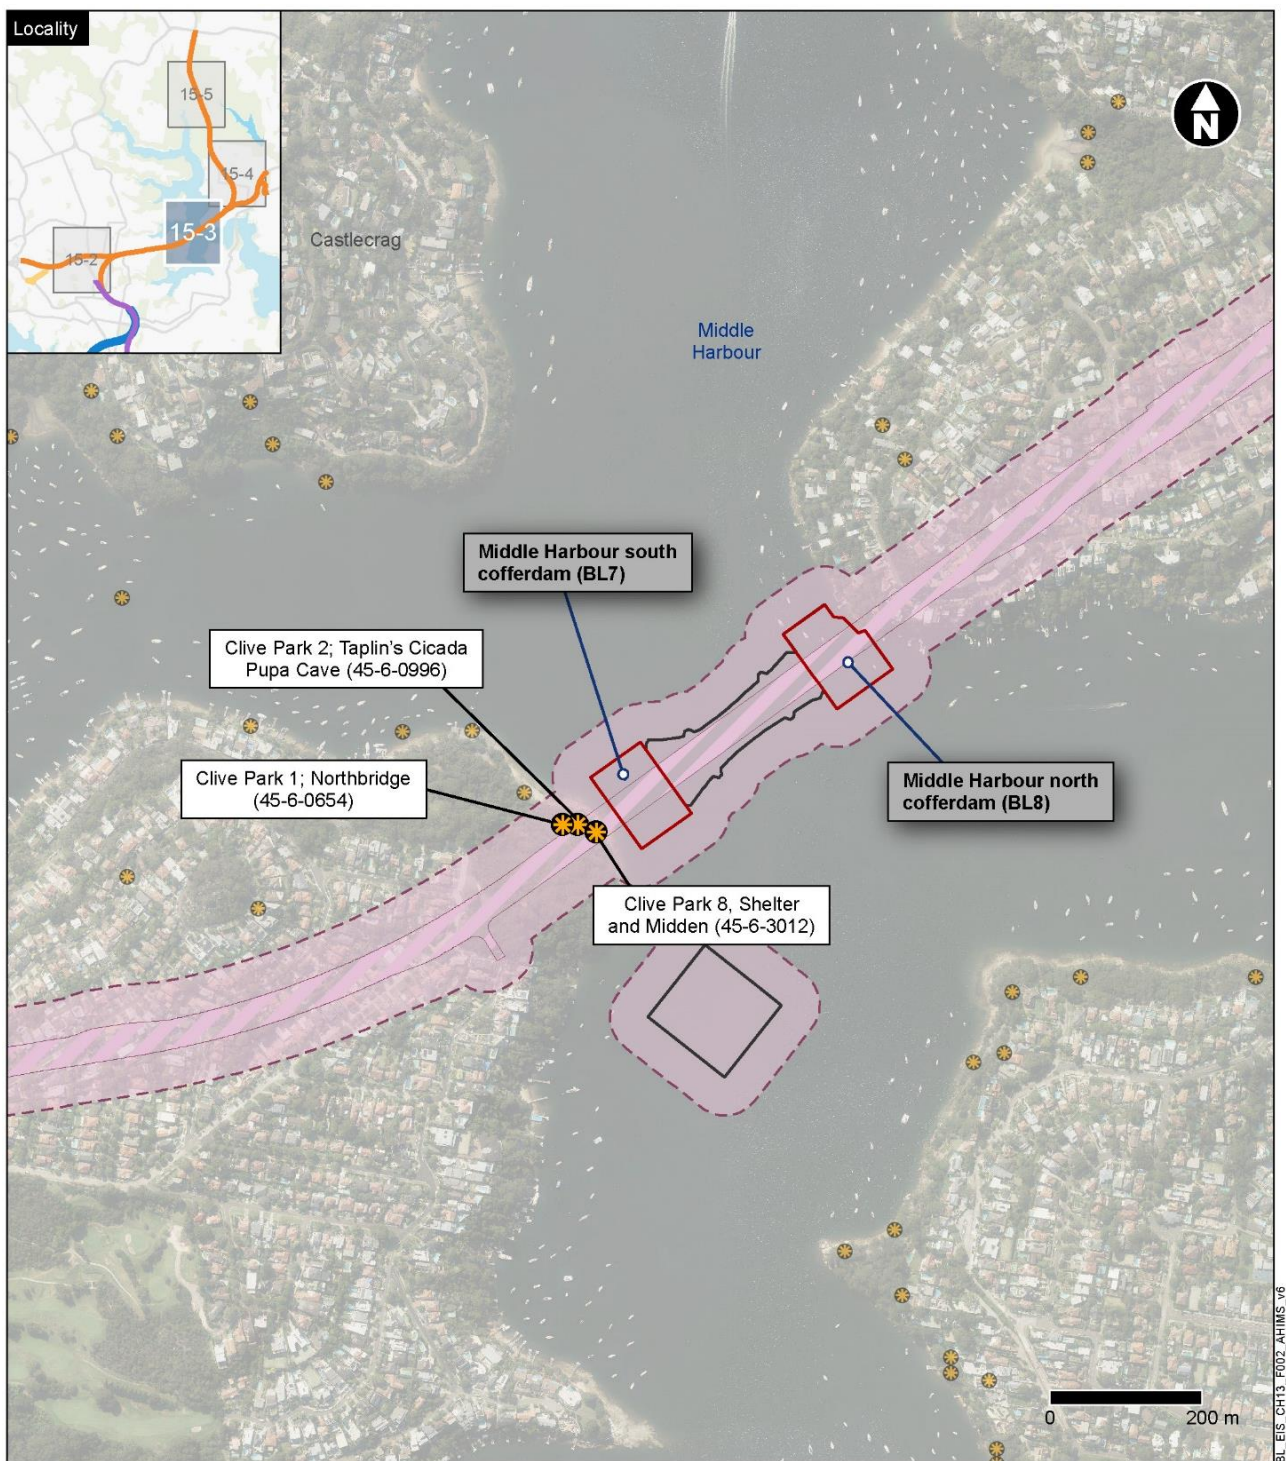 Locality
15-5
15-4
15-3
15-2
N
Castlecrag
Middle
Harbour
Middle Harbour south
cofferdam (BL7)
Clive Park 2; Taplin's Cicada
Pupa Cave (45-6-0996)
Clive Park 1; Northbridge
(45-6-0654)
Middle Harbour north
cofferdam (BL8)
Clive Park 8, Shelter
and Midden (45-6-3012)
0 200 m
BL_EIS_CH13_F002_AHIMS_v6